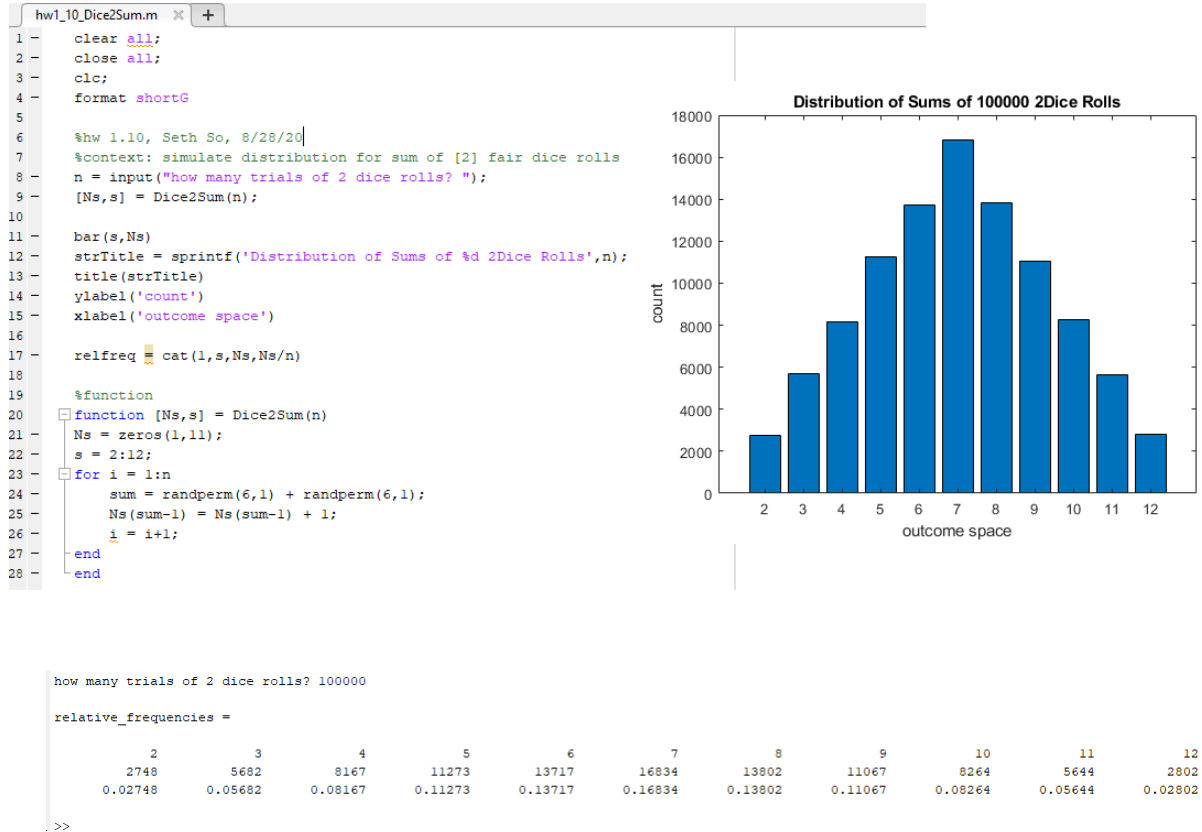 hw1_10_Dice2Sum.m × +
1 – clear all;
2 – close all;
3 – clc;
4 – format shortG
5
6 %hw 1.10, Seth So, 8/28/20
7 %context: simulate distribution for sum of [2] fair dice rolls
8 – n = input("how many trials of 2 dice rolls? ");
9 – [Ns,s] = Dice2Sum(n);
10
11 – bar(s,Ns)
12 – strTitle = sprintf('Distribution of Sums of %d 2Dice Rolls',n);
13 – title(strTitle)
14 – ylabel('count')
15 – xlabel('outcome space')
16
17 – relfreq = cat(1,s,Ns,Ns/n)
18
19 %function
20 function [Ns,s] = Dice2Sum(n)
21 – Ns = zeros(1,11);
22 – s = 2:12;
23 – for i = 1:n
24 – sum = randperm(6,1) + randperm(6,1);
25 – Ns(sum-1) = Ns(sum-1) + 1;
26 – i = i+1;
27 – end
28 – end
Distribution of Sums of 100000 2Dice Rolls
18000
16000
14000
12000
10000
8000
6000
4000
2000
0
count
2 3 4 5 6 7 8 9 10 11 12
outcome space
how many trials of 2 dice rolls? 100000
relative_frequencies =
2 3 4 5 6 7 8 9 10 11 12
2748 5682 8167 11273 13717 16834 13802 11067 8264 5644 2802
0.02748 0.05682 0.08167 0.11273 0.13717 0.16834 0.13802 0.11067 0.08264 0.05644 0.02802
>>